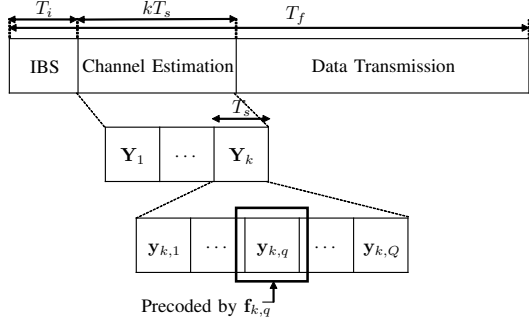 T_i kT_s T_f
IBS Channel Estimation Data Transmission
T_s
Y_1 ⋯ Y_k
y_{k,1} ⋯ y_{k,q} ⋯ y_{k,Q}
Precoded by f_{k,q}